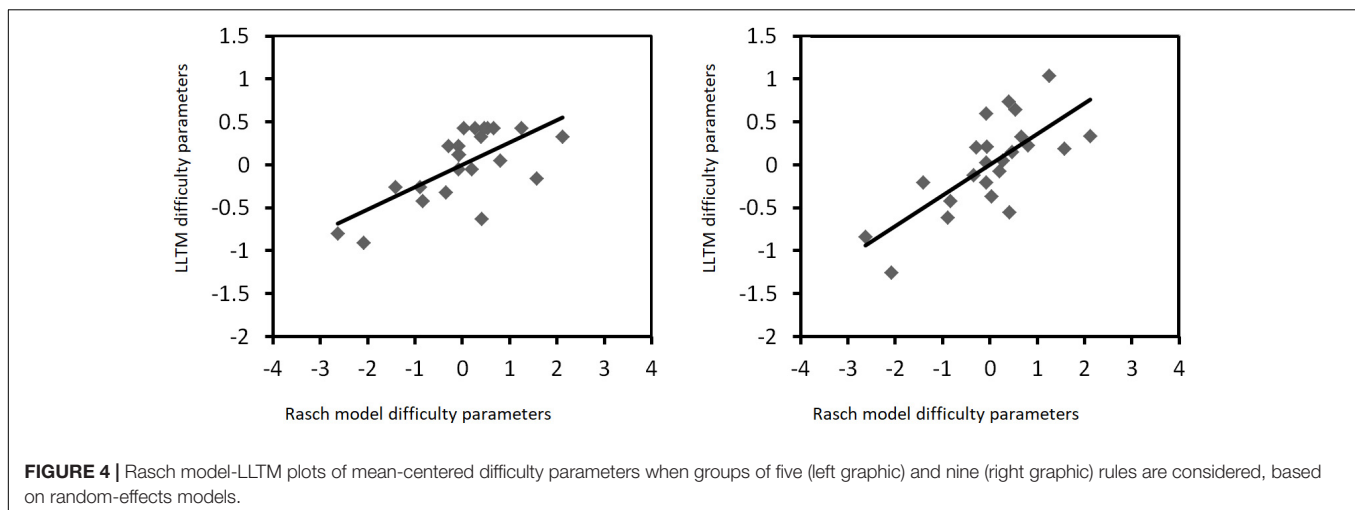 1.5
1
0.5
0
-0.5
-1
-1.5
-2
-4 -3 -2 -1 0 1 2 3 4
LLTM difficulty parameters
Rasch model difficulty parameters
1.5
1
0.5
0
-0.5
-1
-1.5
-2
-4 -3 -2 -1 0 1 2 3 4
LLTM difficulty parameters
Rasch model difficulty parameters
FIGURE 4 | Rasch model-LLTM plots of mean-centered difficulty parameters when groups of five (left graphic) and nine (right graphic) rules are considered, based
on random-effects models.